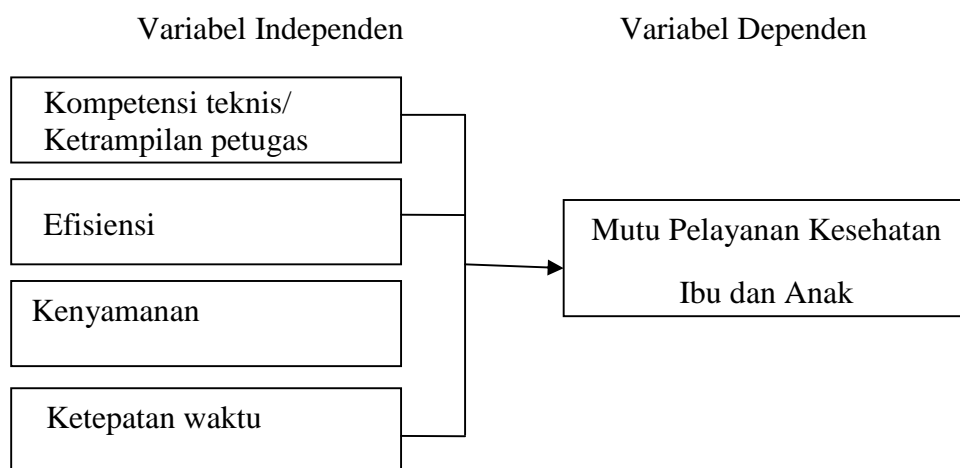 Variabel Independen
Variabel Dependen
Kompetensi teknis/
Ketrampilan petugas
Efisiensi
Kenyamanan
Ketepatan waktu
Mutu Pelayanan Kesehatan
Ibu dan Anak